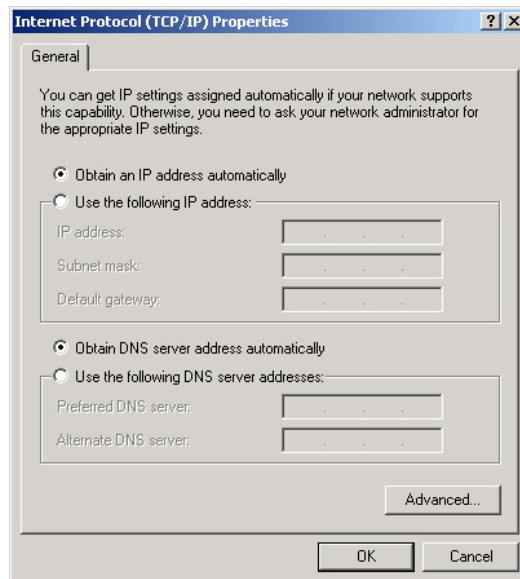 Internet Protocol (TCP/IP) Properties
General
You can get IP settings assigned automatically if your network supports
this capability. Otherwise, you need to ask your network administrator for
the appropriate IP settings.
Obtain an IP address automatically
Use the following IP address:
IP address:
Subnet mask:
Default gateway:
Obtain DNS server address automatically
Use the following DNS server addresses:
Preferred DNS server:
Alternate DNS server:
Advanced...
OK Cancel